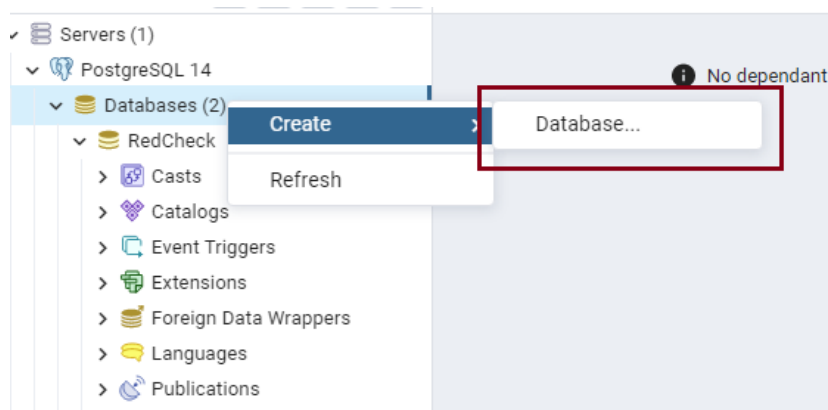 Servers (1)
PostgreSQL 14
No dependant
Databases (2)
Create
Database...
RedCheck
Casts
Refresh
Catalogs
Event Triggers
Extensions
Foreign Data Wrappers
Languages
Publications